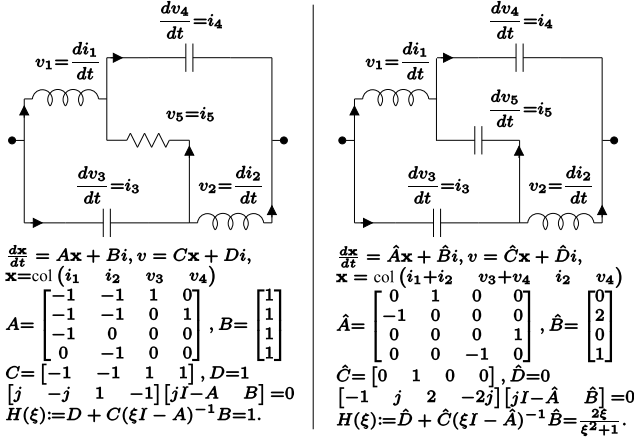 dv₄/dt=i₄
v₁=di₁/dt
v₅=i₅
dv₃/dt=i₃
v₂=di₂/dt
dx/dt = Ax + Bi, v = Cx + Di,
x=col (i₁ i₂ v₃ v₄)
A= [−1 −1 1 0; −1 −1 0 1; −1 0 0 0; 0 −1 0 0] , B= [1; 1; 1; 1]
C= [−1 −1 1 1] , D=1
[j −j 1 −1] [jI−A B] =0
H(ξ):=D + C(ξI − A)⁻¹B=1.
dv₄/dt=i₄
v₁=di₁/dt
dv₅/dt=i₅
dv₃/dt=i₃
v₂=di₂/dt
dx/dt = Âx + B̂i, v = Ĉx + D̂i,
x = col (i₁+i₂ v₃+v₄ i₂ v₄)
Â= [0 1 0 0; −1 0 0 0; 0 0 0 1; 0 0 −1 0] , B̂= [0; 2; 0; 1]
Ĉ= [0 1 0 0] , D̂=0
[−1 j 2 −2j] [jI−Â B̂] =0
H(ξ):=D̂ + Ĉ(ξI − Â)⁻¹B̂=2ξ/ξ²+1.